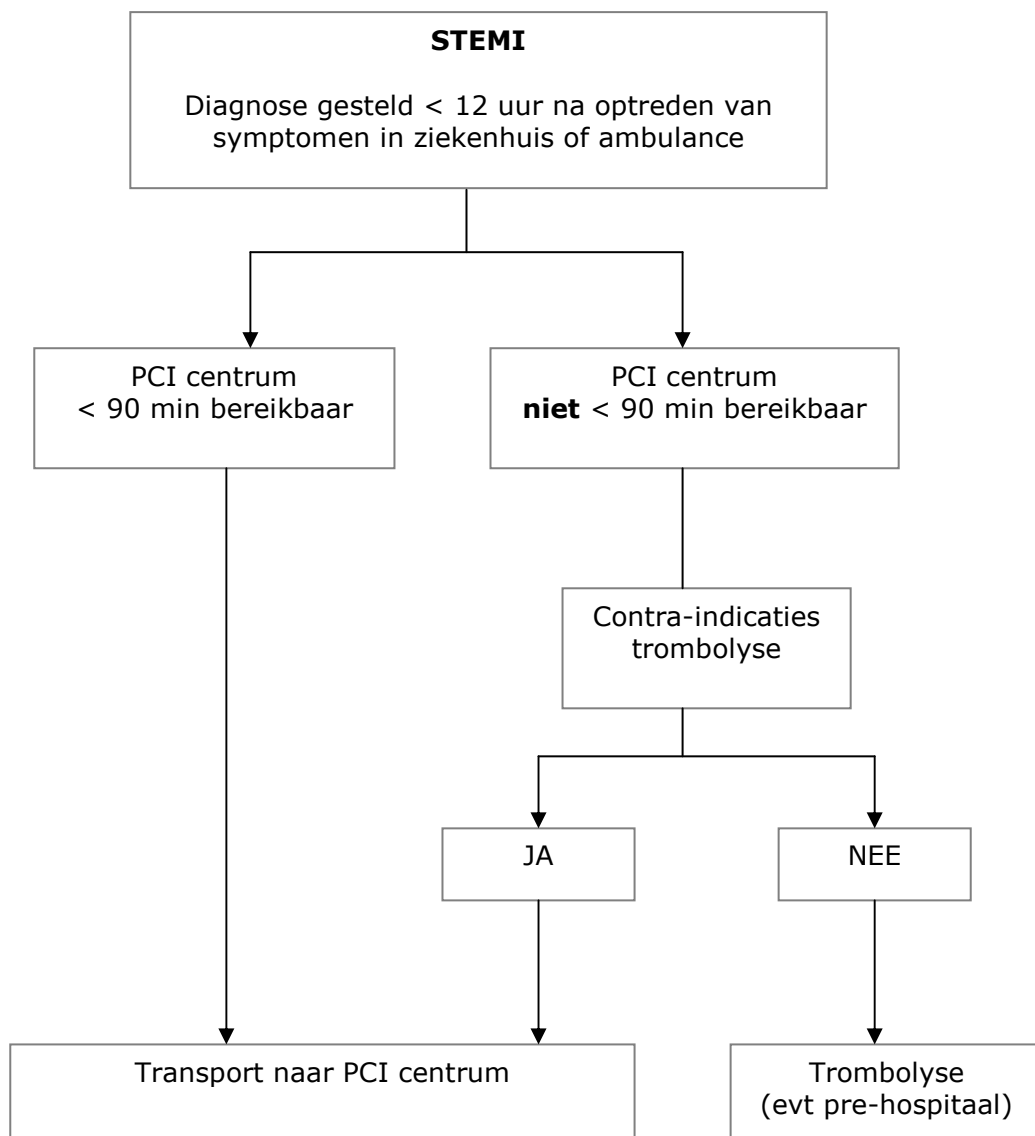 STEMI
Diagnose gesteld < 12 uur na optreden van
symptomen in ziekenhuis of ambulance
PCI centrum
< 90 min bereikbaar
PCI centrum
niet < 90 min bereikbaar
Contra-indicaties
trombolyse
JA
NEE
Transport naar PCI centrum
Trombolyse
(evt pre-hospitaal)